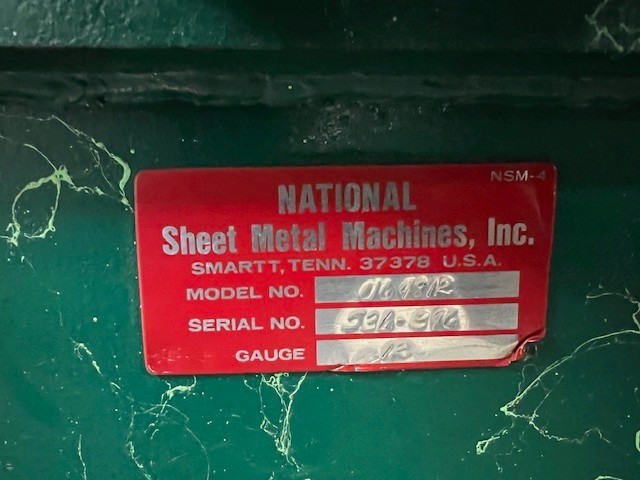 NSM-4
NATIONAL
Sheet Metal Machines, Inc.
SMARTT, TENN. 37378 U.S.A.
MODEL NO.
SERIAL NO.
GAUGE